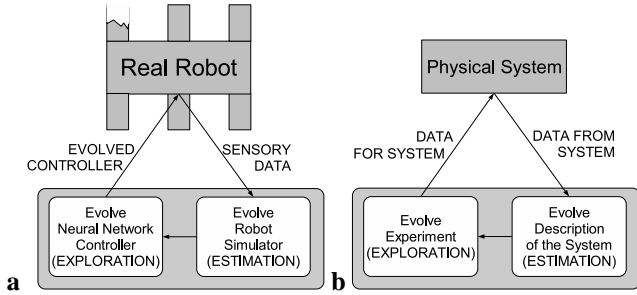 Real Robot
EVOLVED
CONTROLLER
SENSORY
DATA
Evolve
Neural Network
Controller
(EXPLORATION)
Evolve
Robot
Simulator
(ESTIMATION)
a
Physical System
DATA
FOR SYSTEM
DATA FROM
SYSTEM
Evolve
Experiment
(EXPLORATION)
Evolve
Description
of the System
(ESTIMATION)
b